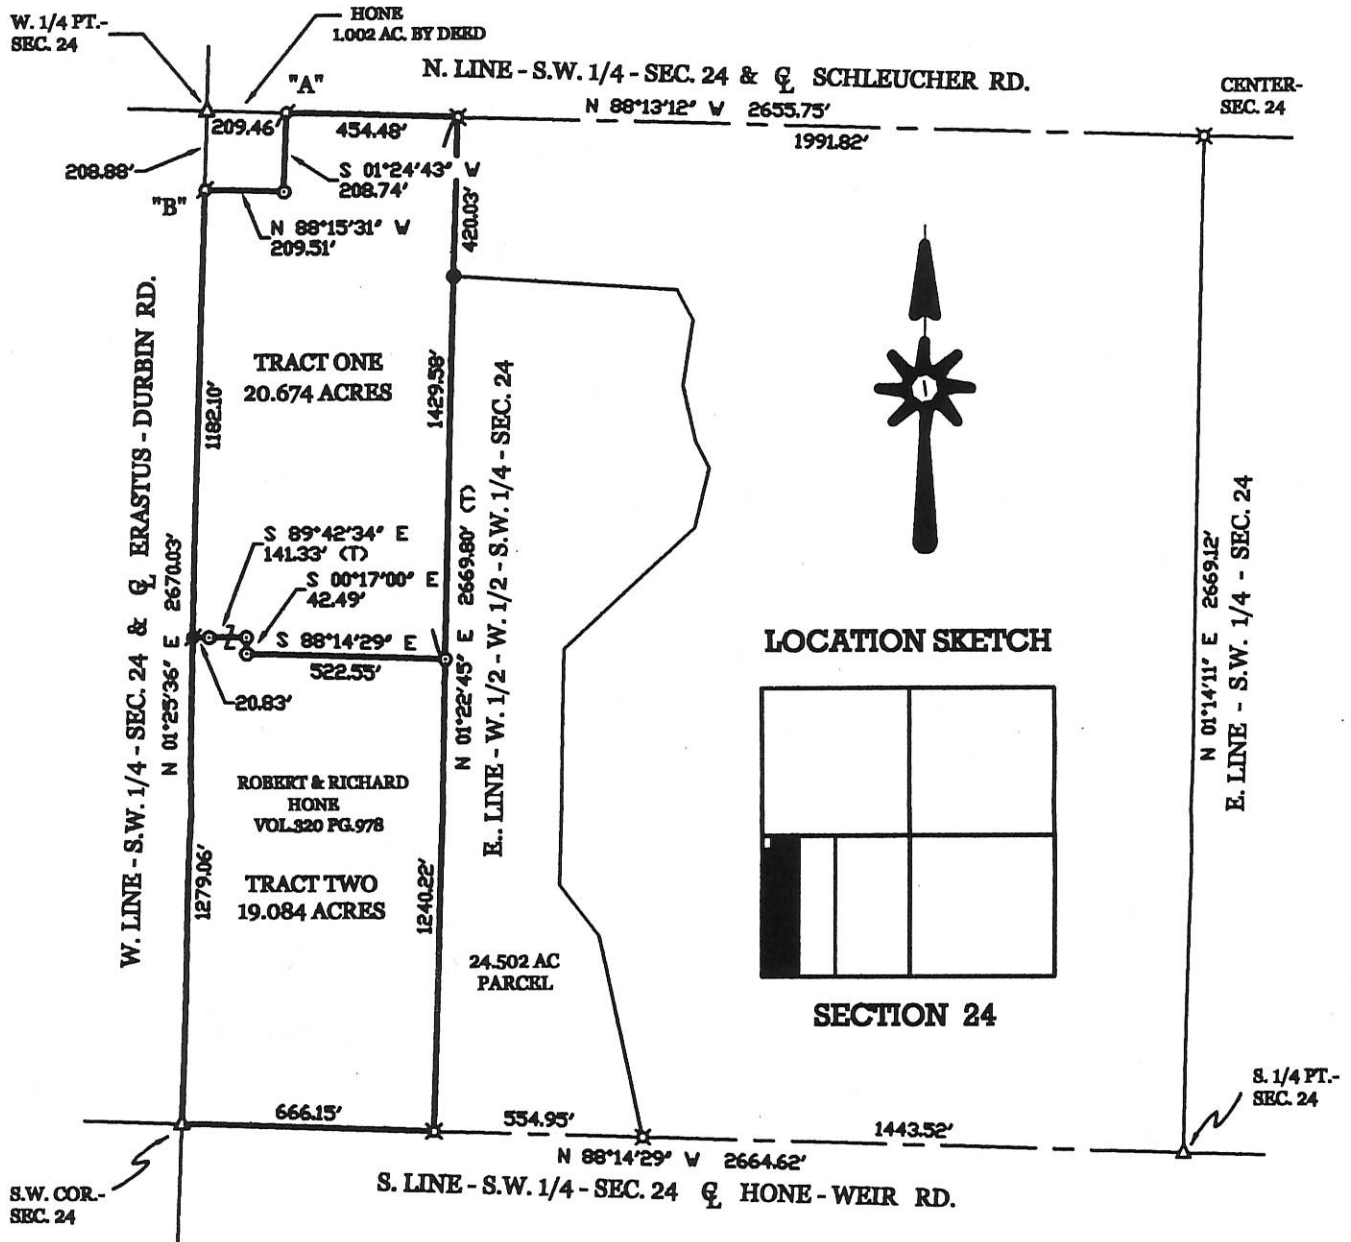 W. 1/4 PT.-
SEC. 24
HONE
1.002 AC. BY DEED
"A"
N. LINE - S.W. 1/4 - SEC. 24 & ℄ SCHLEUCHER RD.
N 88°13'12" W 2655.75'
CENTER-
SEC. 24
209.46'
454.48'
1991.82'
208.88'
S 01°24'43" W
208.74'
"B"
N 88°15'31" W
209.51'
420.03'
TRACT ONE
20.674 ACRES
1182.10'
1429.58'
W. LINE - S.W. 1/4 - SEC. 24 & ℄ ERASTUS - DURBIN RD.
N 01°25'36" E 2670.03'
S 89°42'34" E
141.33' (T)
S 00°17'00" E
42.49'
S 88°14'29" E
522.55'
20.83'
N 01°22'45" E 2669.80' (T)
E.. LINE - W. 1/2 - W. 1/2 - S.W. 1/4 - SEC. 24
N 01°14'11" E 2669.12'
E. LINE - S.W. 1/4 - SEC. 24
LOCATION SKETCH
ROBERT & RICHARD
HONE
VOL.320 PG.978
TRACT TWO
19.084 ACRES
1279.06'
1240.22'
24.502 AC
PARCEL
SECTION 24
S. 1/4 PT.-
SEC. 24
666.15'
554.95'
1443.52'
N 88°14'29" W 2664.62'
S. LINE - S.W. 1/4 - SEC. 24 ℄ HONE - WEIR RD.
S.W. COR.-
SEC. 24